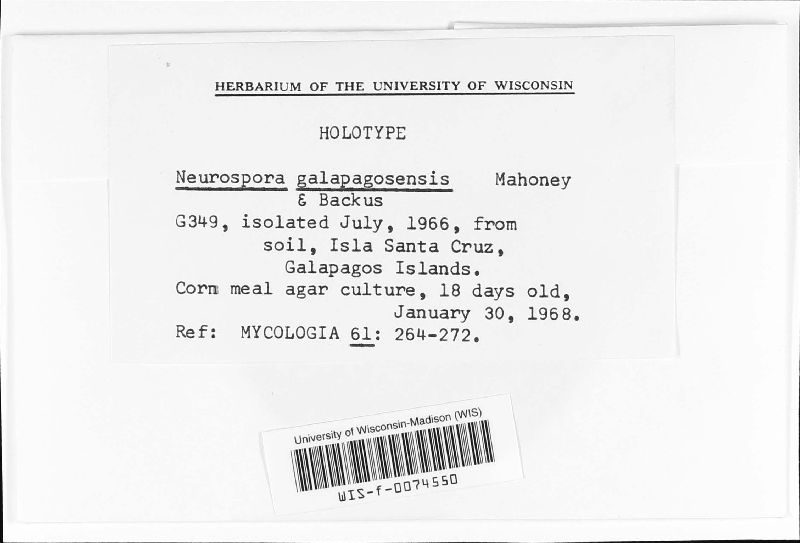 HERBARIUM OF THE UNIVERSITY OF WISCONSIN
HOLOTYPE
Neurospora galapagosensis Mahoney
& Backus
G349, isolated July, 1966, from
soil, Isla Santa Cruz,
Galapagos Islands.
Corn meal agar culture, 18 days old,
January 30, 1968.
Ref: MYCOLOGIA 61: 264-272.
University of Wisconsin-Madison (WIS)
WIS-f-0074550